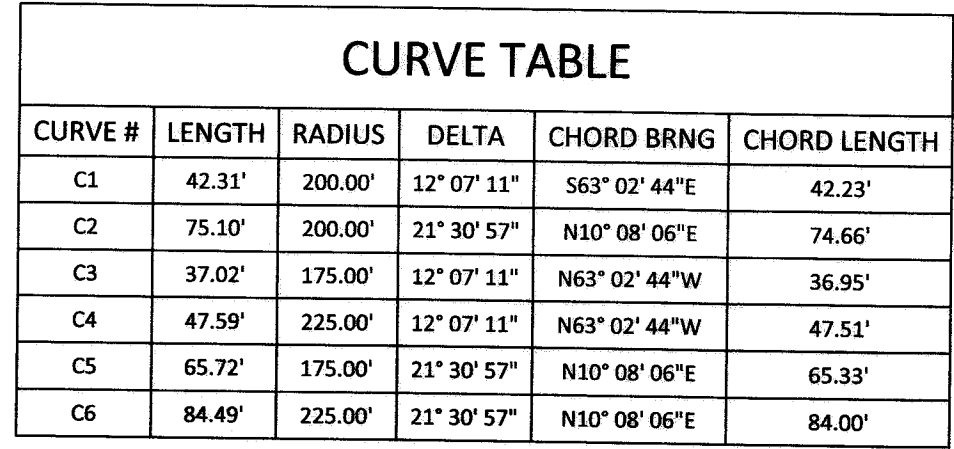 CURVE TABLE
CURVE # LENGTH RADIUS DELTA CHORD BRNG CHORD LENGTH
C1 42.31' 200.00' 12° 07' 11" S63° 02' 44"E 42.23'
C2 75.10' 200.00' 21° 30' 57" N10° 08' 06"E 74.66'
C3 37.02' 175.00' 12° 07' 11" N63° 02' 44"W 36.95'
C4 47.59' 225.00' 12° 07' 11" N63° 02' 44"W 47.51'
C5 65.72' 175.00' 21° 30' 57" N10° 08' 06"E 65.33'
C6 84.49' 225.00' 21° 30' 57" N10° 08' 06"E 84.00'